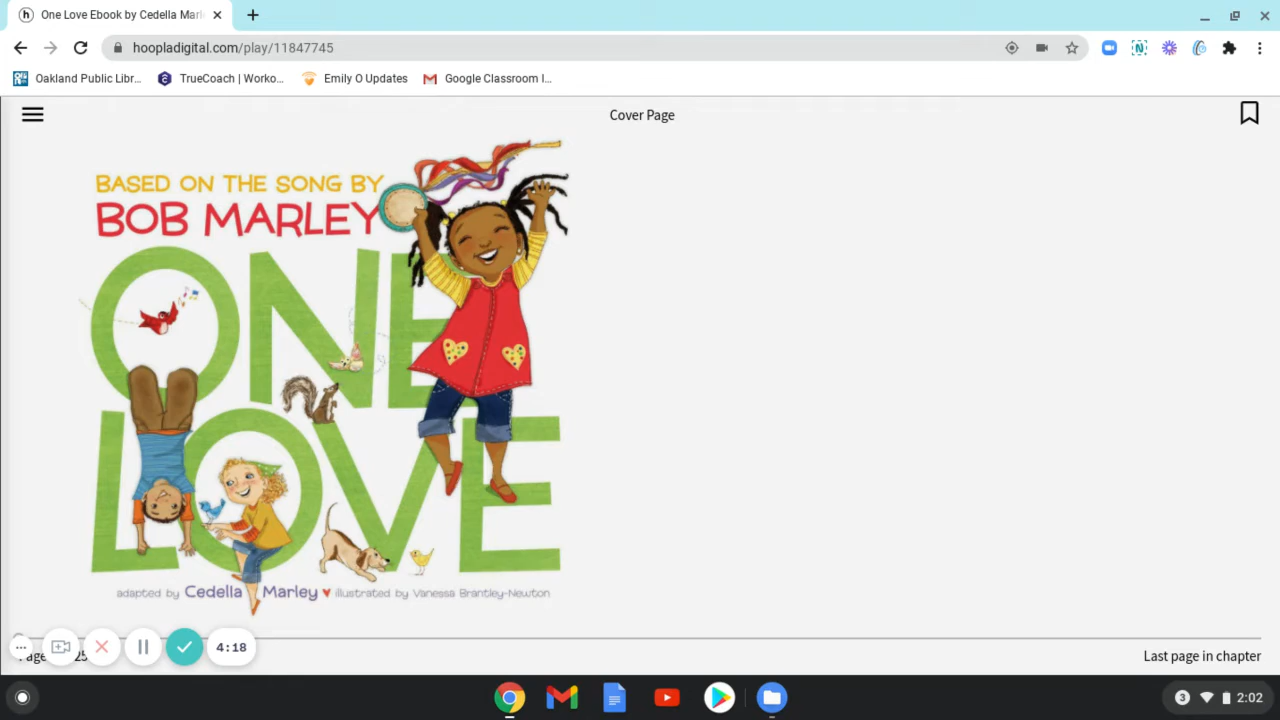 One Love Ebook by Cedella Marl
hoopladigital.com/play/11847745
Oakland Public Libr... TrueCoach | Worko... Emily O Updates Google Classroom I...
Cover Page
BASED ON THE SONG BY
BOB MARLEY
ONE
LOVE
adapted by Cedella Marley ♥ illustrated by Vanessa Brantley-Newton
4:18
Last page in chapter
3 2:02